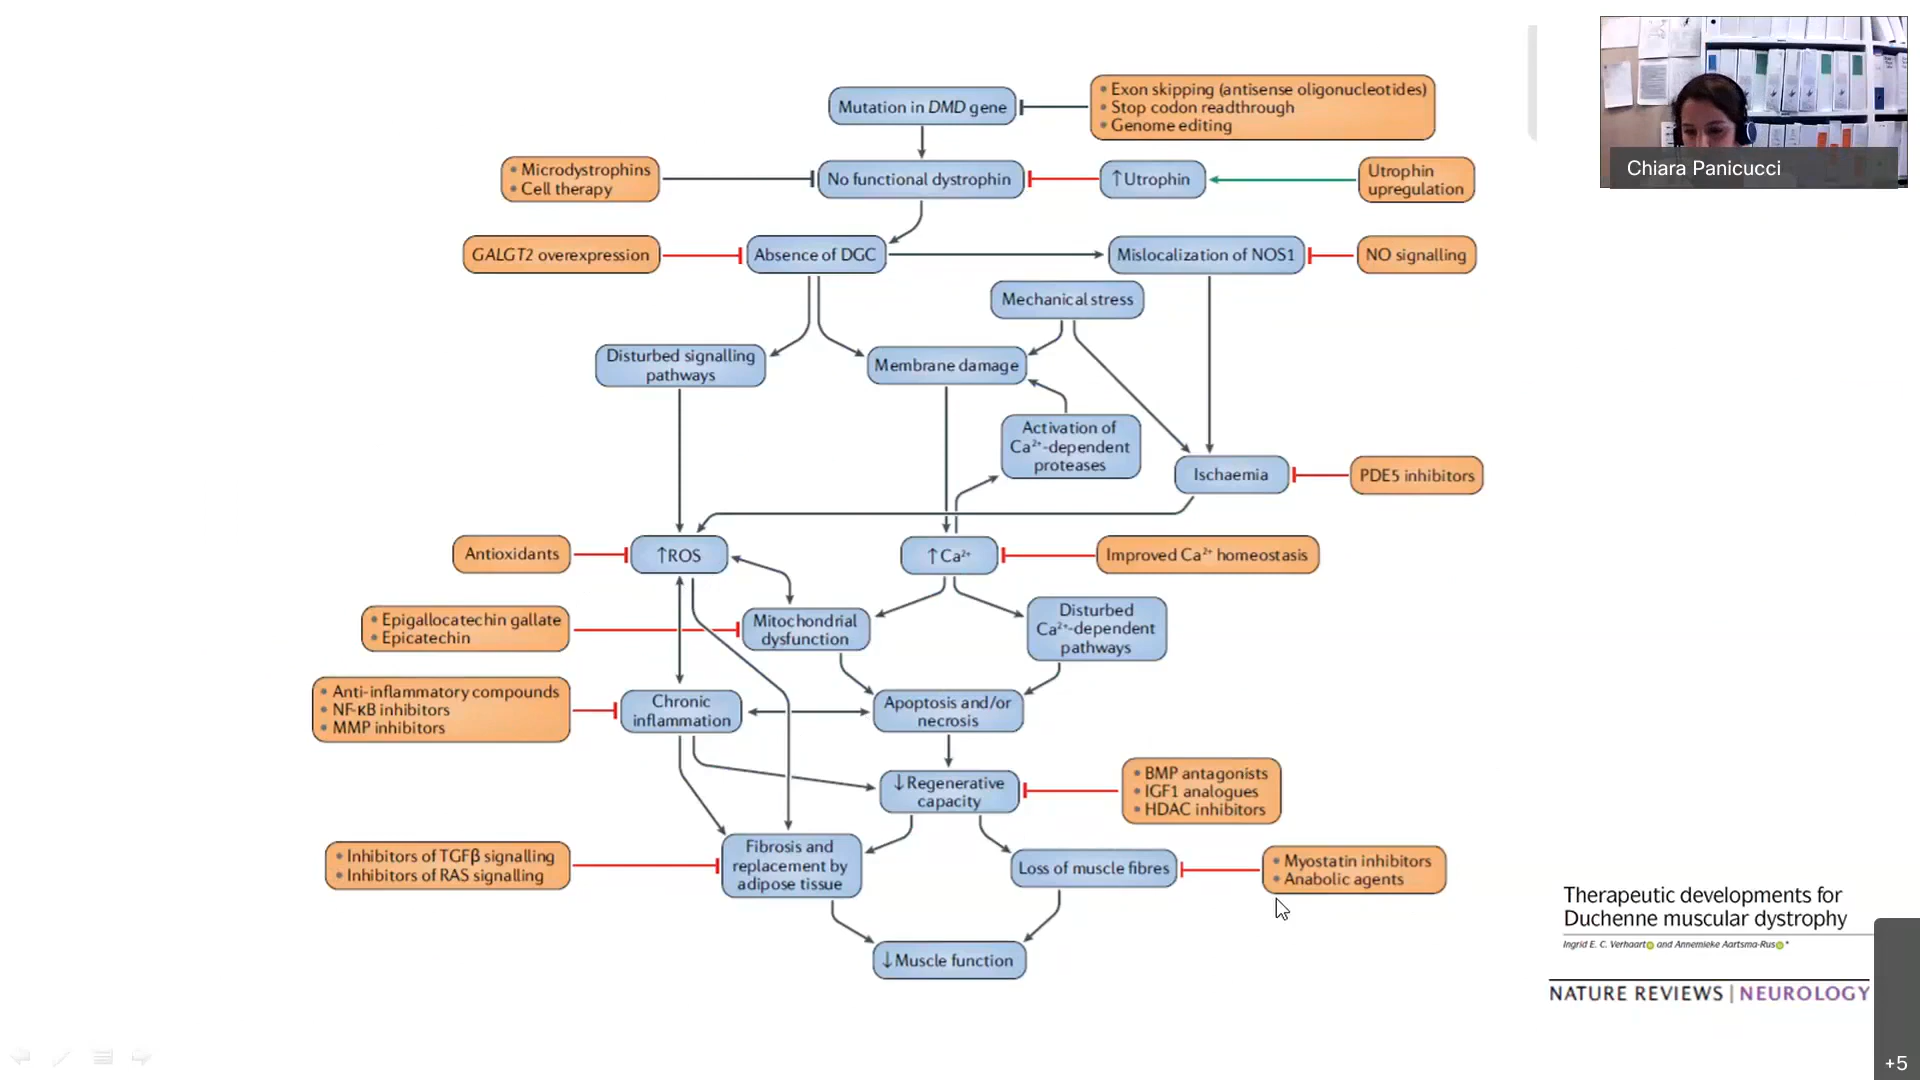 Chiara Panicucci
Mutation in DMD gene
• Exon skipping (antisense oligonucleotides)
• Stop codon readthrough
• Genome editing
• Microdystrophins
• Cell therapy
No functional dystrophin
↑Utrophin
Utrophin
upregulation
GALGT2 overexpression
Absence of DGC
Mislocalization of NOS1
NO signalling
Mechanical stress
Disturbed signalling
pathways
Membrane damage
Activation of
Ca²⁺-dependent
proteases
Ischaemia
PDE5 inhibitors
Antioxidants
↑ROS
↑Ca²⁺
Improved Ca²⁺ homeostasis
• Epigallocatechin gallate
• Epicatechin
Mitochondrial
dysfunction
Disturbed
Ca²⁺-dependent
pathways
• Anti-inflammatory compounds
• NF-κB inhibitors
• MMP inhibitors
Chronic
inflammation
Apoptosis and/or
necrosis
↓Regenerative
capacity
• BMP antagonists
• IGF1 analogues
• HDAC inhibitors
• Inhibitors of TGFβ signalling
• Inhibitors of RAS signalling
Fibrosis and
replacement by
adipose tissue
Loss of muscle fibres
• Myostatin inhibitors
• Anabolic agents
↓Muscle function
Therapeutic developments for
Duchenne muscular dystrophy
Ingrid E. C. Verhaart and Annemieke Aartsma-Rus*
NATURE REVIEWS | NEUROLOGY
+5